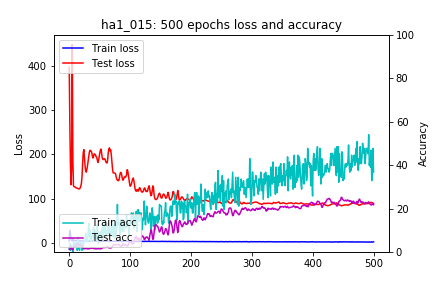 ha1_015: 500 epochs loss and accuracy
Train loss
Test loss
Train acc
Test acc
Loss
400
300
200
100
0
Accuracy
100
80
60
40
20
0
0
100
200
300
400
500